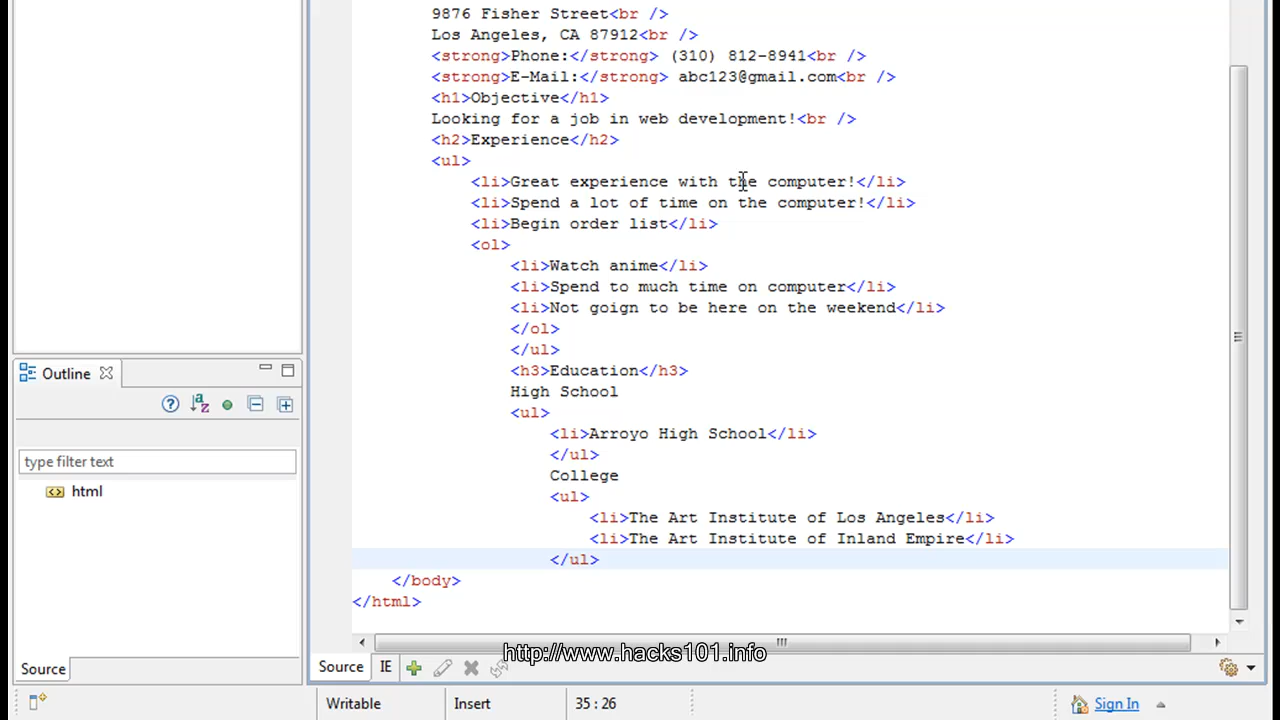 9876 Fisher Street<br />
Los Angeles, CA 87912<br />
<strong>Phone:</strong> (310) 812-8941<br />
<strong>E-Mail:</strong> abc123@gmail.com<br />
<h1>Objective</h1>
Looking for a job in web development!<br />
<h2>Experience</h2>
<ul>
<li>Great experience with the computer!</li>
<li>Spend a lot of time on the computer!</li>
<li>Begin order list</li>
<ol>
<li>Watch anime</li>
<li>Spend to much time on computer</li>
<li>Not goign to be here on the weekend</li>
</ol>
</ul>
<h3>Education</h3>
High School
<ul>
<li>Arroyo High School</li>
</ul>
College
<ul>
<li>The Art Institute of Los Angeles</li>
<li>The Art Institute of Inland Empire</li>
</ul>
</body>
</html>
Outline
type filter text
html
Source
http://www.hacks101.info
Source IE
Writable Insert 35 : 26 Sign In